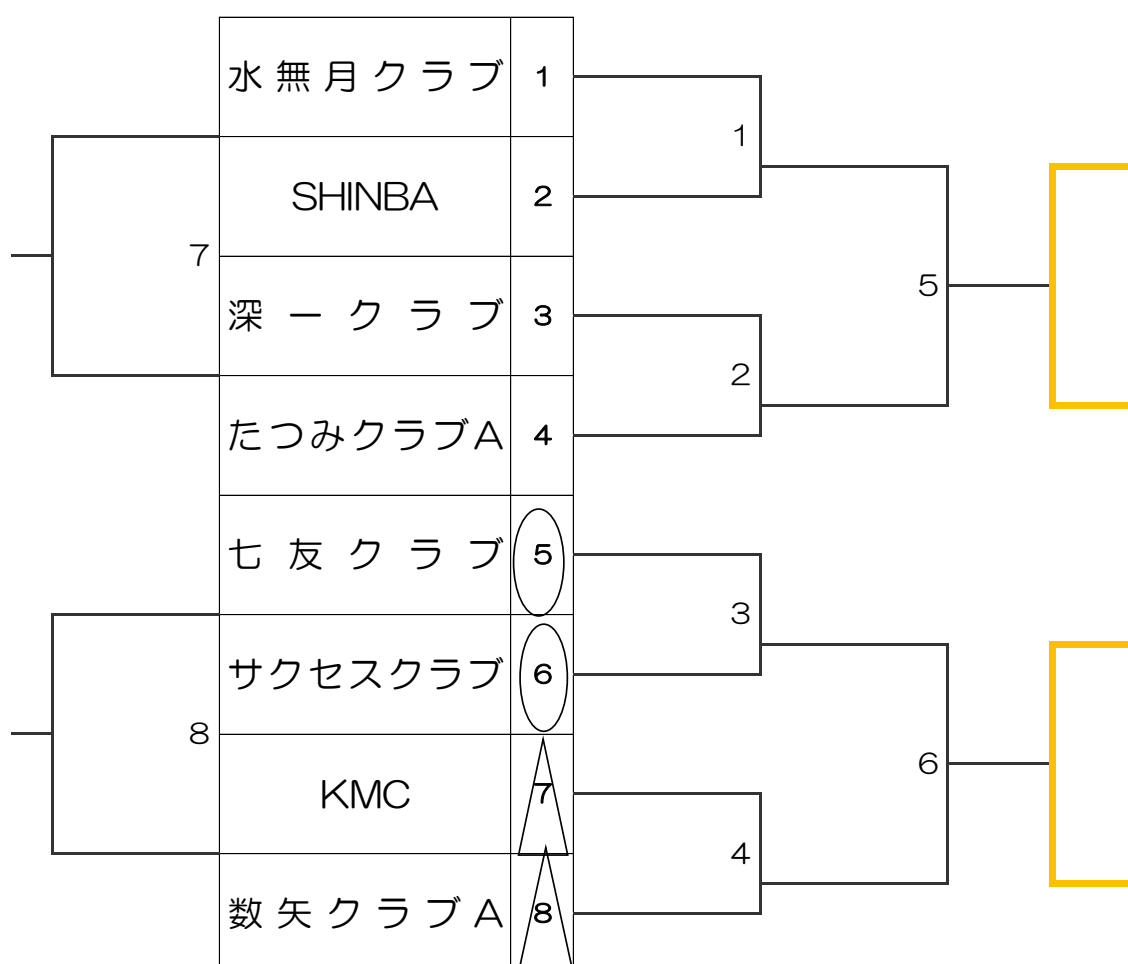 水無月クラブ 1
1
SHINBA 2
7
5
深一クラブ 3
2
たつみクラブA 4
七友クラブ 5
3
サクセスクラブ 6
8
6
KMC 7
4
数矢クラブA 8